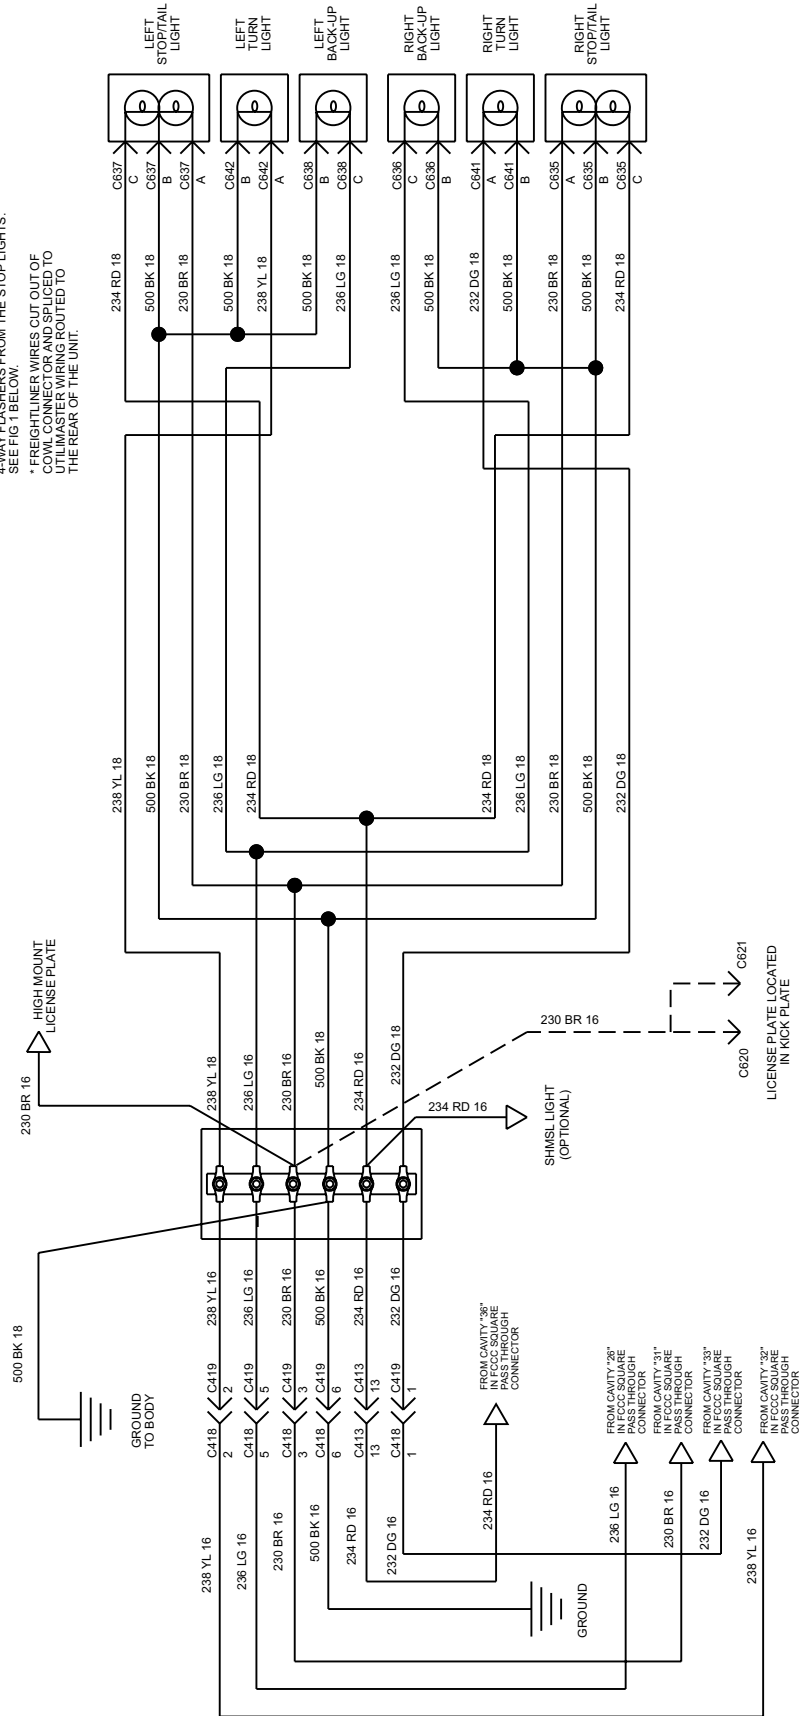 4-WAY FLASHERS FROM THE STOP LIGHTS.
SEE FIG 1 BELOW.
* FREIGHTLINER WIRES CUT OUT OF
COWL CONNECTOR AND SPLICED TO
UTILIMASTER WIRING ROUTED TO
THE REAR OF THE UNIT.
LEFT
STOP/TAIL
LIGHT
LEFT
TURN
LIGHT
LEFT
BACK-UP
LIGHT
RIGHT
BACK-UP
LIGHT
RIGHT
TURN
LIGHT
RIGHT
STOP/TAIL
LIGHT
C637
C
C637
B
C637
A
C642
B
C642
A
C638
B
C638
C
C636
C
C636
B
C641
A
C641
B
C635
A
C635
B
C635
C
234 RD 18
500 BK 18
230 BR 18
500 BK 18
238 YL 18
500 BK 18
236 LG 18
236 LG 18
500 BK 18
232 DG 18
500 BK 18
230 BR 18
500 BK 18
234 RD 18
238 YL 18
500 BK 18
230 BR 18
236 LG 18
234 RD 18
234 RD 18
236 LG 18
230 BR 18
500 BK 18
232 DG 18
HIGH MOUNT
LICENSE PLATE
230 BR 16
238 YL 18
236 LG 16
230 BR 16
500 BK 18
234 RD 16
232 DG 18
230 BR 16
C621
C620
LICENSE PLATE LOCATED
IN KICK PLATE
234 RD 16
SHMSL LIGHT
(OPTIONAL)
500 BK 18
GROUND
TO BODY
238 YL 16
236 LG 16
230 BR 16
500 BK 16
234 RD 16
232 DG 16
C419
2
C419
5
C419
3
C419
6
C413
13
C419
1
C418
2
C418
5
C418
3
C418
6
C413
13
C418
1
238 YL 16
236 LG 16
230 BR 16
500 BK 16
234 RD 16
232 DG 16
FROM CAVITY "36"
IN FCCC SQUARE
PASS THROUGH
CONNECTOR
234 RD 16
GROUND
FROM CAVITY "26"
IN FCCC SQUARE
PASS THROUGH
CONNECTOR
FROM CAVITY "31"
IN FCCC SQUARE
PASS THROUGH
CONNECTOR
FROM CAVITY "33"
IN FCCC SQUARE
PASS THROUGH
CONNECTOR
FROM CAVITY "32"
IN FCCC SQUARE
PASS THROUGH
CONNECTOR
236 LG 16
230 BR 16
232 DG 16
238 YL 16